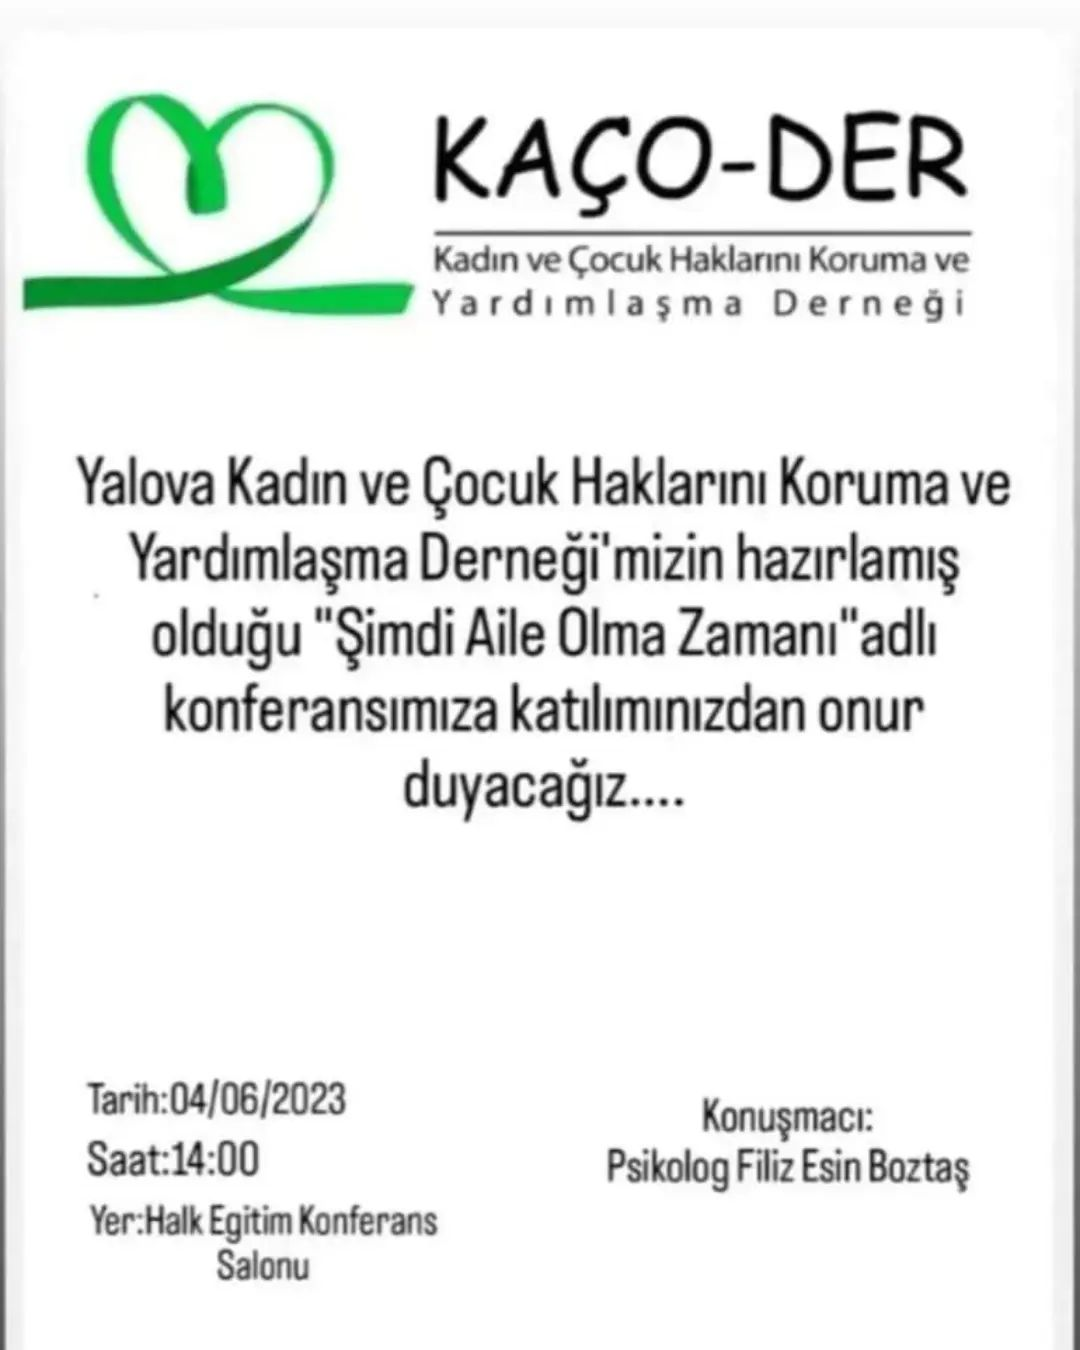 KAÇO-DER
Kadın ve Çocuk Haklarını Koruma ve
Yardımlaşma Derneği
Yalova Kadın ve Çocuk Haklarını Koruma ve
Yardımlaşma Derneği'mizin hazırlamış
olduğu "Şimdi Aile Olma Zamanı"adlı
konferansımıza katılımınızdan onur
duyacağız....
Tarih:04/06/2023
Saat:14:00
Yer:Halk Egitim Konferans
Salonu
Konuşmacı:
Psikolog Filiz Esin Boztaş